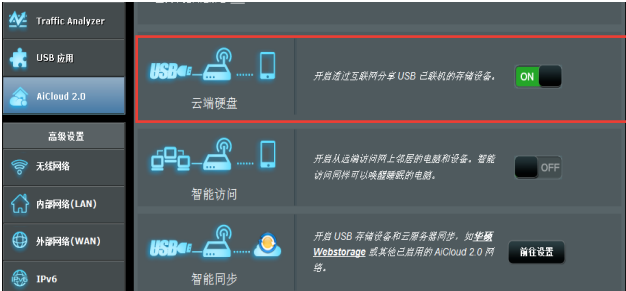 Traffic Analyzer
USB 应用
AiCloud 2.0
高级设置
无线网络
内部网络(LAN)
外部网络(WAN)
IPv6
USB
云端硬盘
开启透过互联网分享 USB 已联机的存储设备。
ON
智能访问
开启从远端访问网上邻居的电脑和设备。智能
访问同样可以唤醒睡眠的电脑。
OFF
USB
智能同步
开启 USB 存储设备和云服务器同步，如华硕
Webstorage 或其他已启用的 AiCloud 2.0 网
络。
前往设置